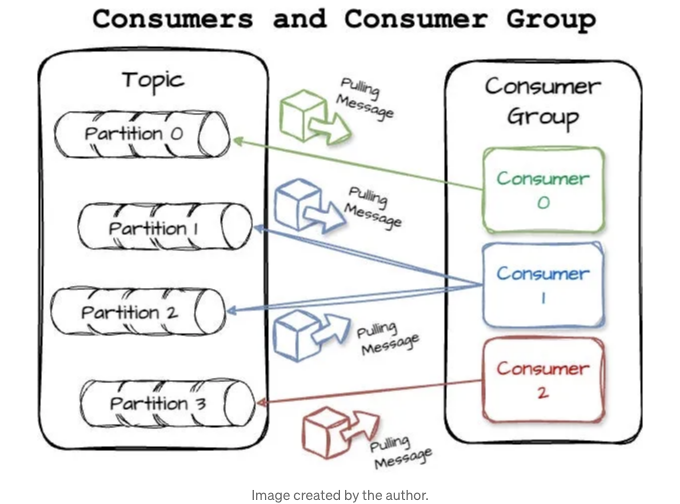 Consumers and Consumer Group
Topic
Partition 0
Partition 1
Partition 2
Partition 3
Pulling
Message
Pulling
Message
Pulling
Message
Pulling
Message
Consumer
Group
Consumer
0
Consumer
1
Consumer
2
Image created by the author.